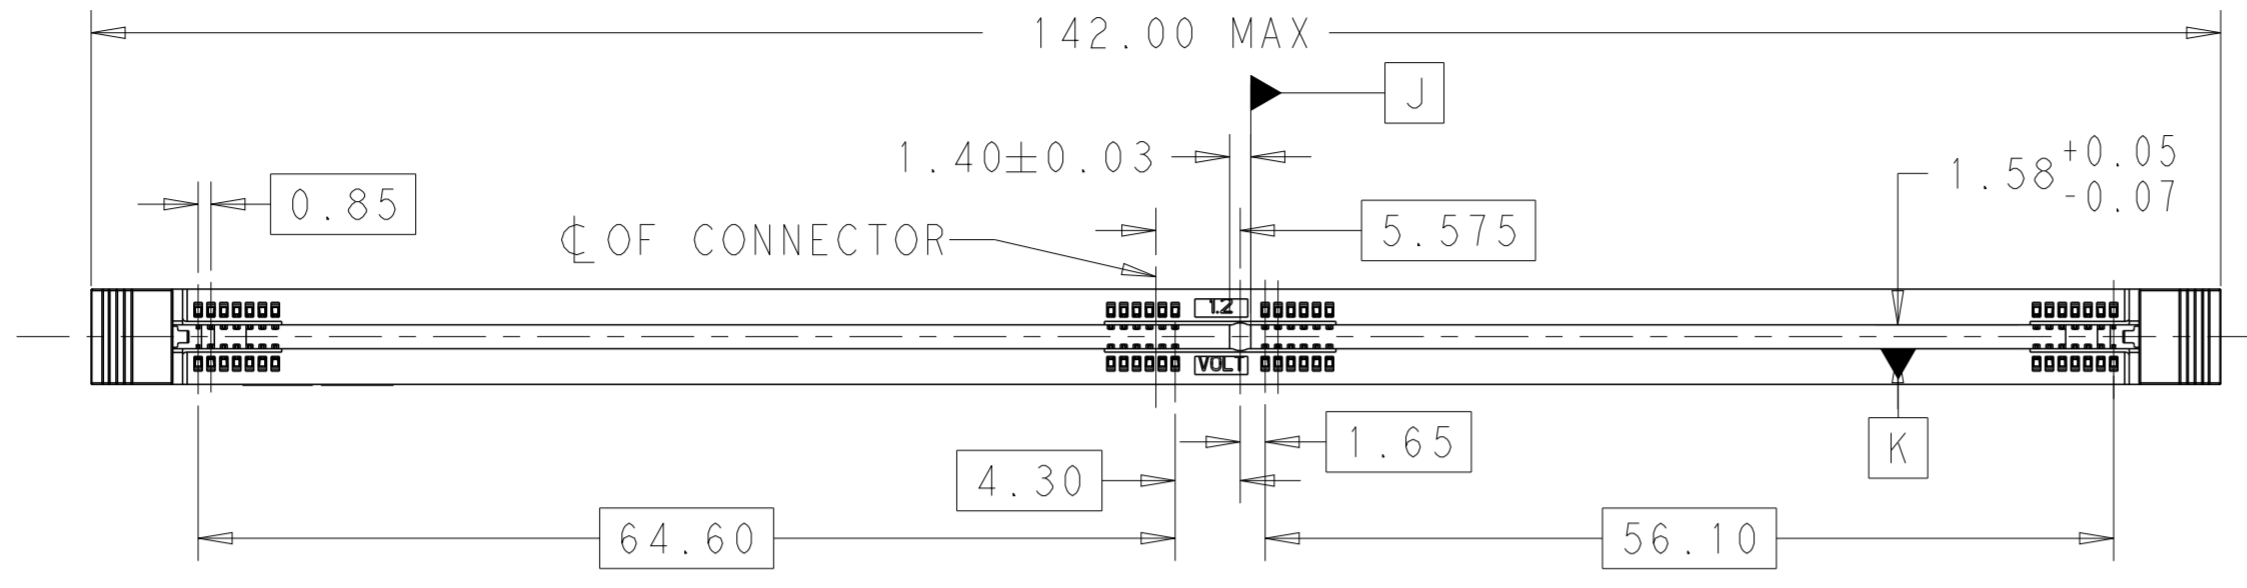 142.00 MAX
J
1.40±0.03
1.58 +0.05
-0.07
0.85
℄ OF CONNECTOR
5.575
1.2
VOLT
1.65
K
4.30
64.60
56.10